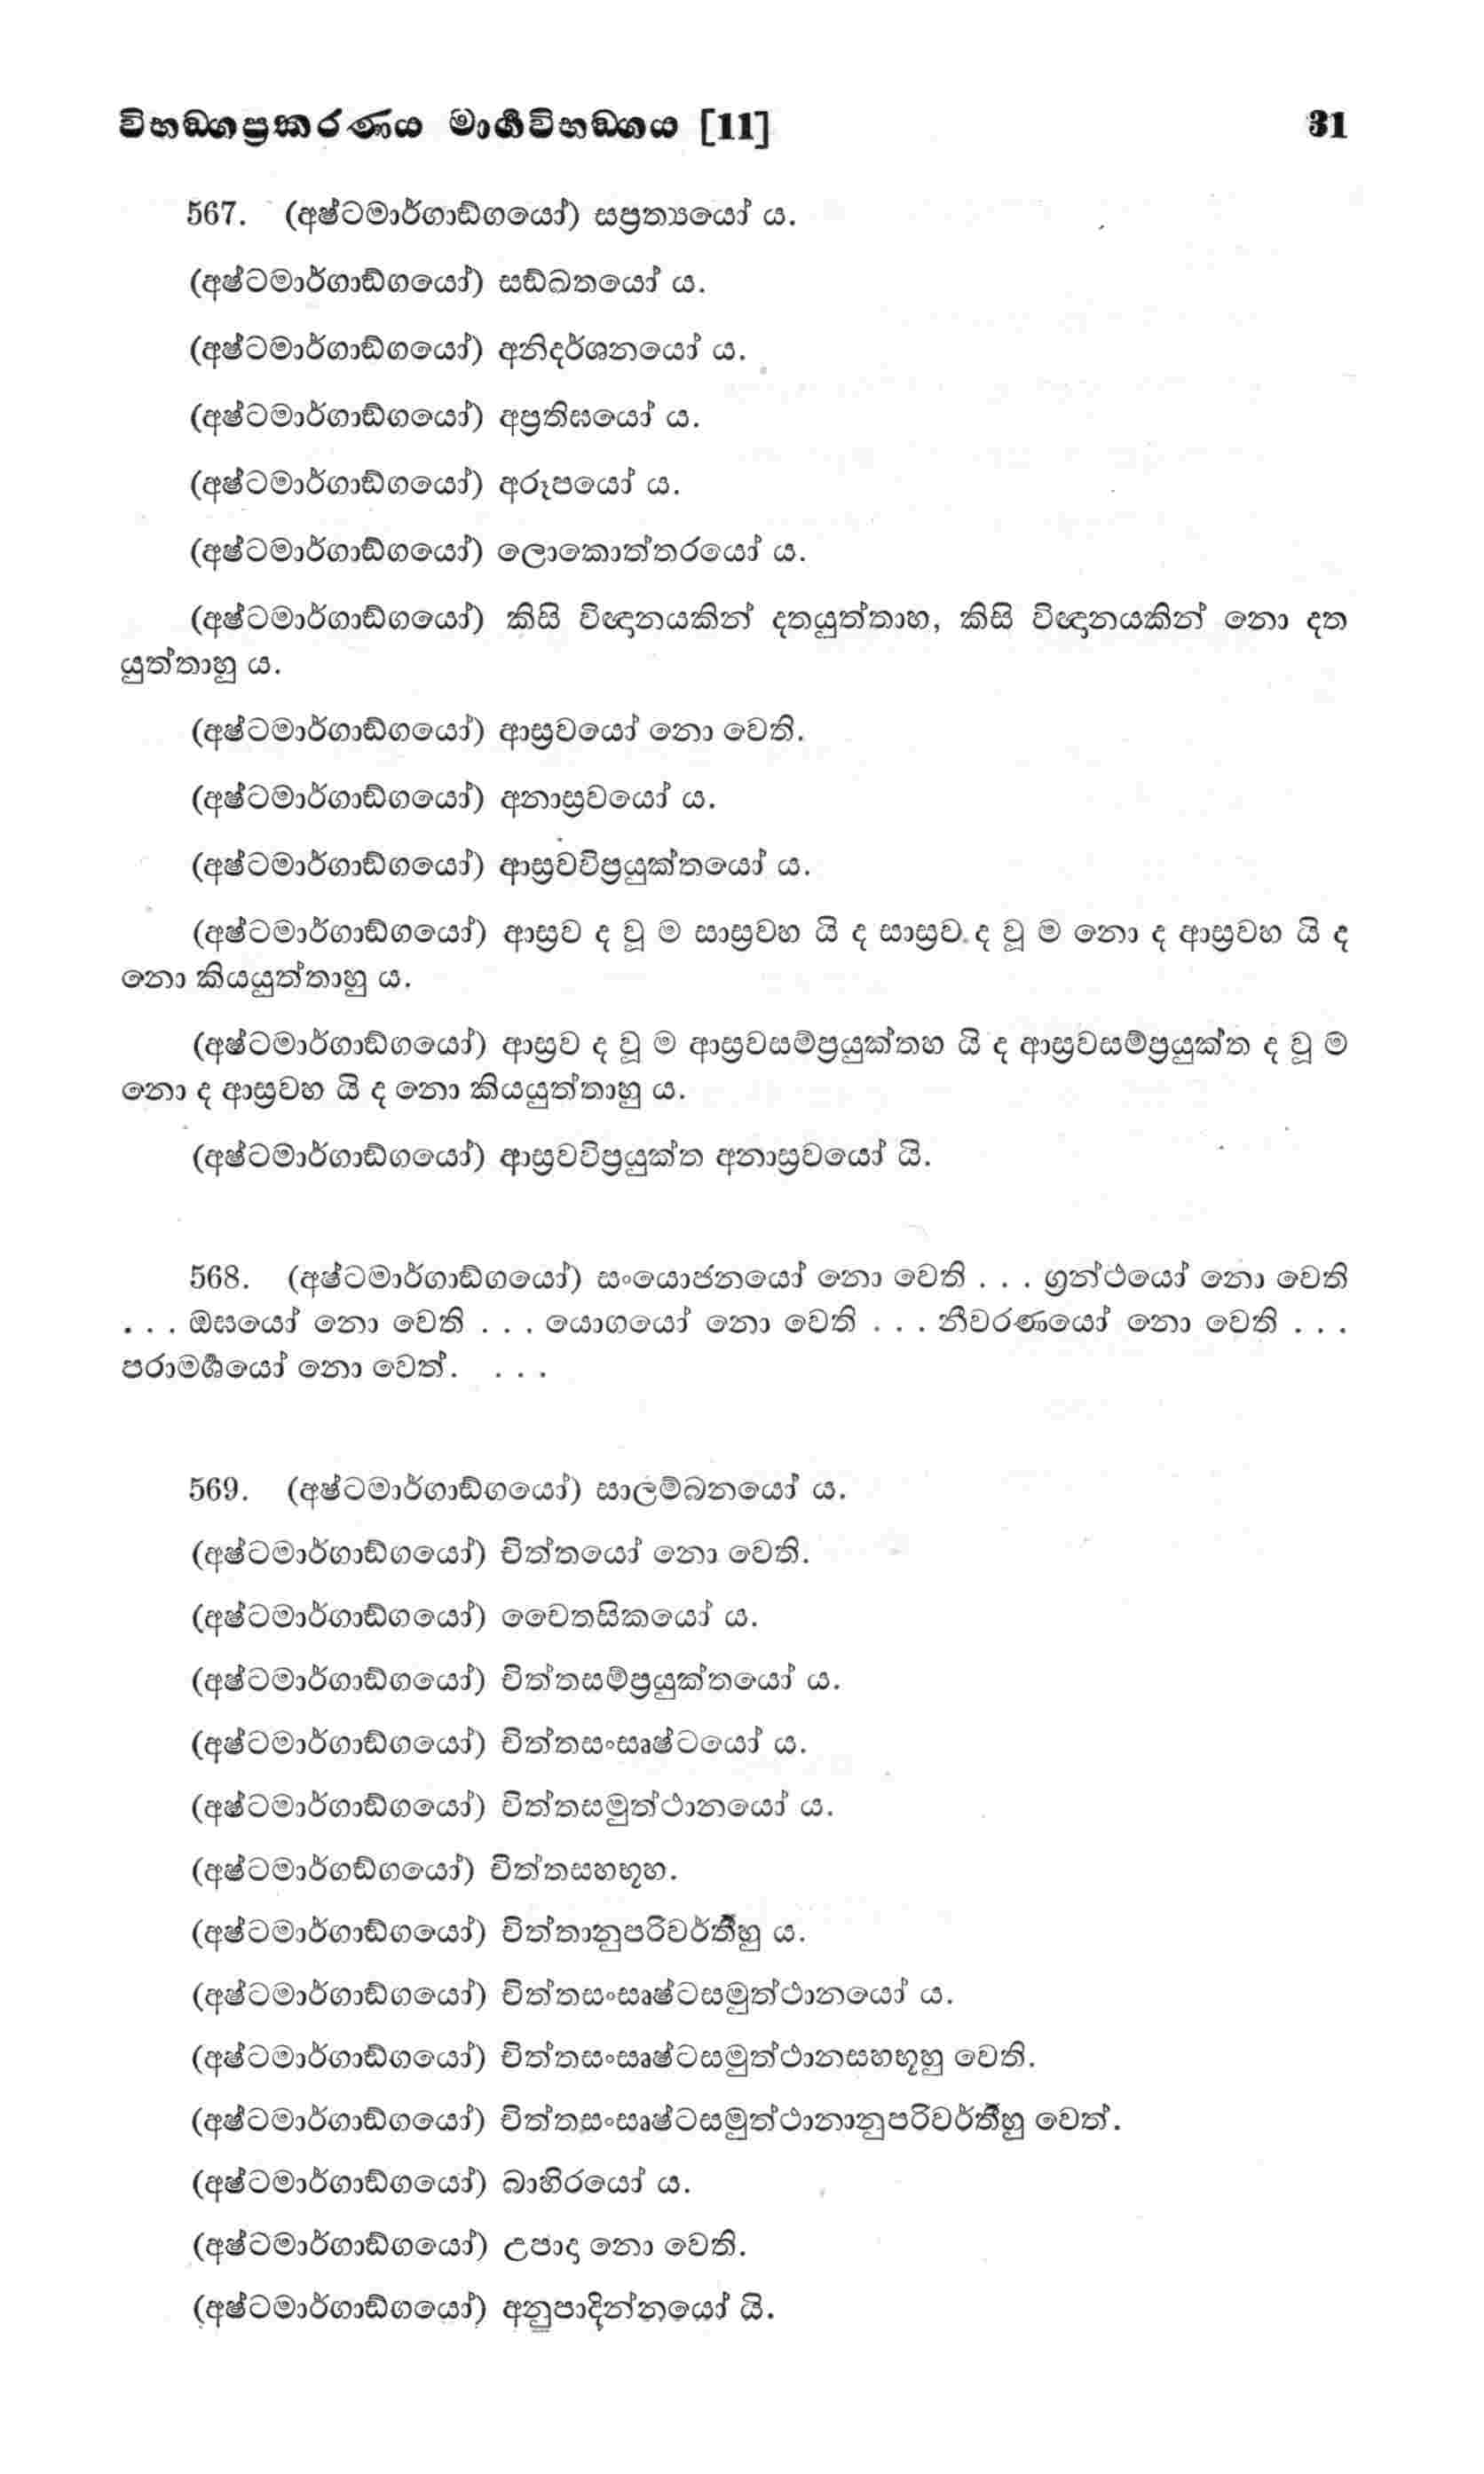 විභඞ්ගප්‍රකරණය මාර්ගවිභඞ්ගය [11] 31
567. (අෂ්ටමාර්ගාඞ්ගයෝ) සප්‍රත්‍යයෝ ය.
(අෂ්ටමාර්ගාඞ්ගයෝ) සඞ්ඛතයෝ ය.
(අෂ්ටමාර්ගාඞ්ගයෝ) අනිදර්ශනයෝ ය.
(අෂ්ටමාර්ගාඞ්ගයෝ) අප්‍රතිඝයෝ ය.
(අෂ්ටමාර්ගාඞ්ගයෝ) අරූපයෝ ය.
(අෂ්ටමාර්ගාඞ්ගයෝ) ලොකොත්තරයෝ ය.
(අෂ්ටමාර්ගාඞ්ගයෝ) කිසි විඥානයකින් දතයුත්තාහ, කිසි විඥානයකින් නො දත
යුත්තාහු ය.
(අෂ්ටමාර්ගාඞ්ගයෝ) ආස්‍රවයෝ නො වෙති.
(අෂ්ටමාර්ගාඞ්ගයෝ) අනාස්‍රවයෝ ය.
(අෂ්ටමාර්ගාඞ්ගයෝ) ආස්‍රවවිප්‍රයුක්තයෝ ය.
(අෂ්ටමාර්ගාඞ්ගයෝ) ආස්‍රව ද වූ ම සාස්‍රවහ යි ද සාස්‍රව ද වූ ම නො ද ආස්‍රවහ යි ද
නො කියයුත්තාහු ය.
(අෂ්ටමාර්ගාඞ්ගයෝ) ආස්‍රව ද වූ ම ආස්‍රවසම්ප්‍රයුක්තහ යි ද ආස්‍රවසම්ප්‍රයුක්ත ද වූ ම
නො ද ආස්‍රවහ යි ද නො කියයුත්තාහු ය.
(අෂ්ටමාර්ගාඞ්ගයෝ) ආස්‍රවවිප්‍රයුක්ත අනාස්‍රවයෝ යි.
568. (අෂ්ටමාර්ගාඞ්ගයෝ) සංයොජනයෝ නො වෙති . . . ග්‍රන්ථයෝ නො වෙති
. . . ඔඝයෝ නො වෙති . . . යොගයෝ නො වෙති . . . නීවරණයෝ නො වෙති . . .
පරාමර්ශයෝ නො වෙත්. . . .
569. (අෂ්ටමාර්ගාඞ්ගයෝ) සාලම්බනයෝ ය.
(අෂ්ටමාර්ගාඞ්ගයෝ) චිත්තයෝ නො වෙති.
(අෂ්ටමාර්ගාඞ්ගයෝ) චෛතසිකයෝ ය.
(අෂ්ටමාර්ගාඞ්ගයෝ) චිත්තසම්ප්‍රයුක්තයෝ ය.
(අෂ්ටමාර්ගාඞ්ගයෝ) චිත්තසංසෘෂ්ටයෝ ය.
(අෂ්ටමාර්ගාඞ්ගයෝ) චිත්තසමුත්ථානයෝ ය.
(අෂ්ටමාර්ගඞ්ගයෝ) චිත්තසහභූහ.
(අෂ්ටමාර්ගාඞ්ගයෝ) චිත්තානුපරිවර්තීහු ය.
(අෂ්ටමාර්ගාඞ්ගයෝ) චිත්තසංසෘෂ්ටසමුත්ථානයෝ ය.
(අෂ්ටමාර්ගාඞ්ගයෝ) චිත්තසංසෘෂ්ටසමුත්ථානසහභූහු වෙති.
(අෂ්ටමාර්ගාඞ්ගයෝ) චිත්තසංසෘෂ්ටසමුත්ථානානුපරිවර්තීහු වෙත්.
(අෂ්ටමාර්ගාඞ්ගයෝ) බාහිරයෝ ය.
(අෂ්ටමාර්ගාඞ්ගයෝ) උපාදා නො වෙති.
(අෂ්ටමාර්ගාඞ්ගයෝ) අනුපාදින්නයෝ යි.